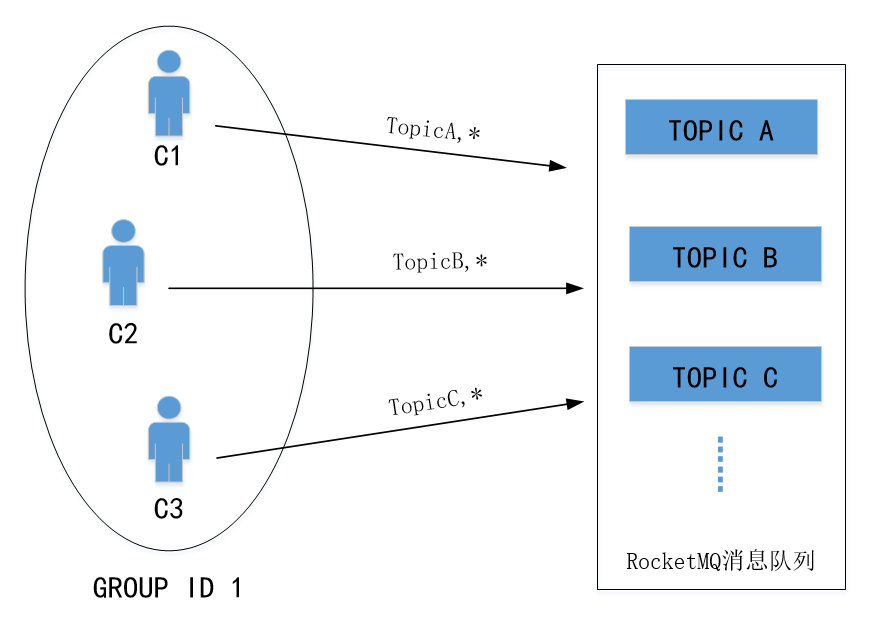 C1
TopicA,*
TOPIC A
C2
TopicB,*
TOPIC B
C3
TopicC,*
TOPIC C
RocketMQ消息队列
GROUP ID 1